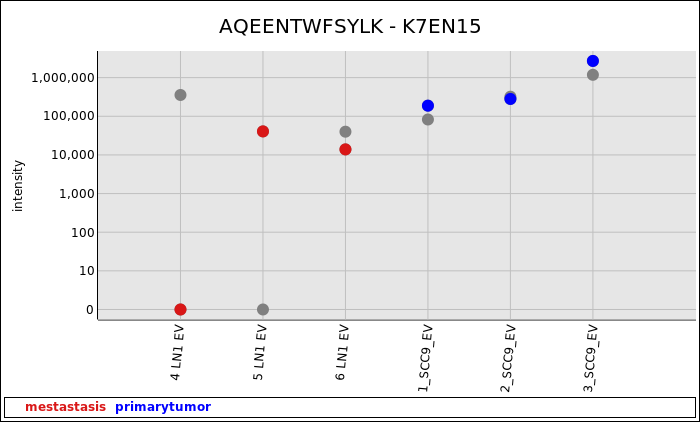 AQEENTWFSYLK - K7EN15
intensity
1,000,000
100,000
10,000
1,000
100
10
0
4 LN1 EV
5 LN1 EV
6 LN1 EV
1_SCC9_EV
2_SCC9_EV
3_SCC9_EV
mestastasis primarytumor